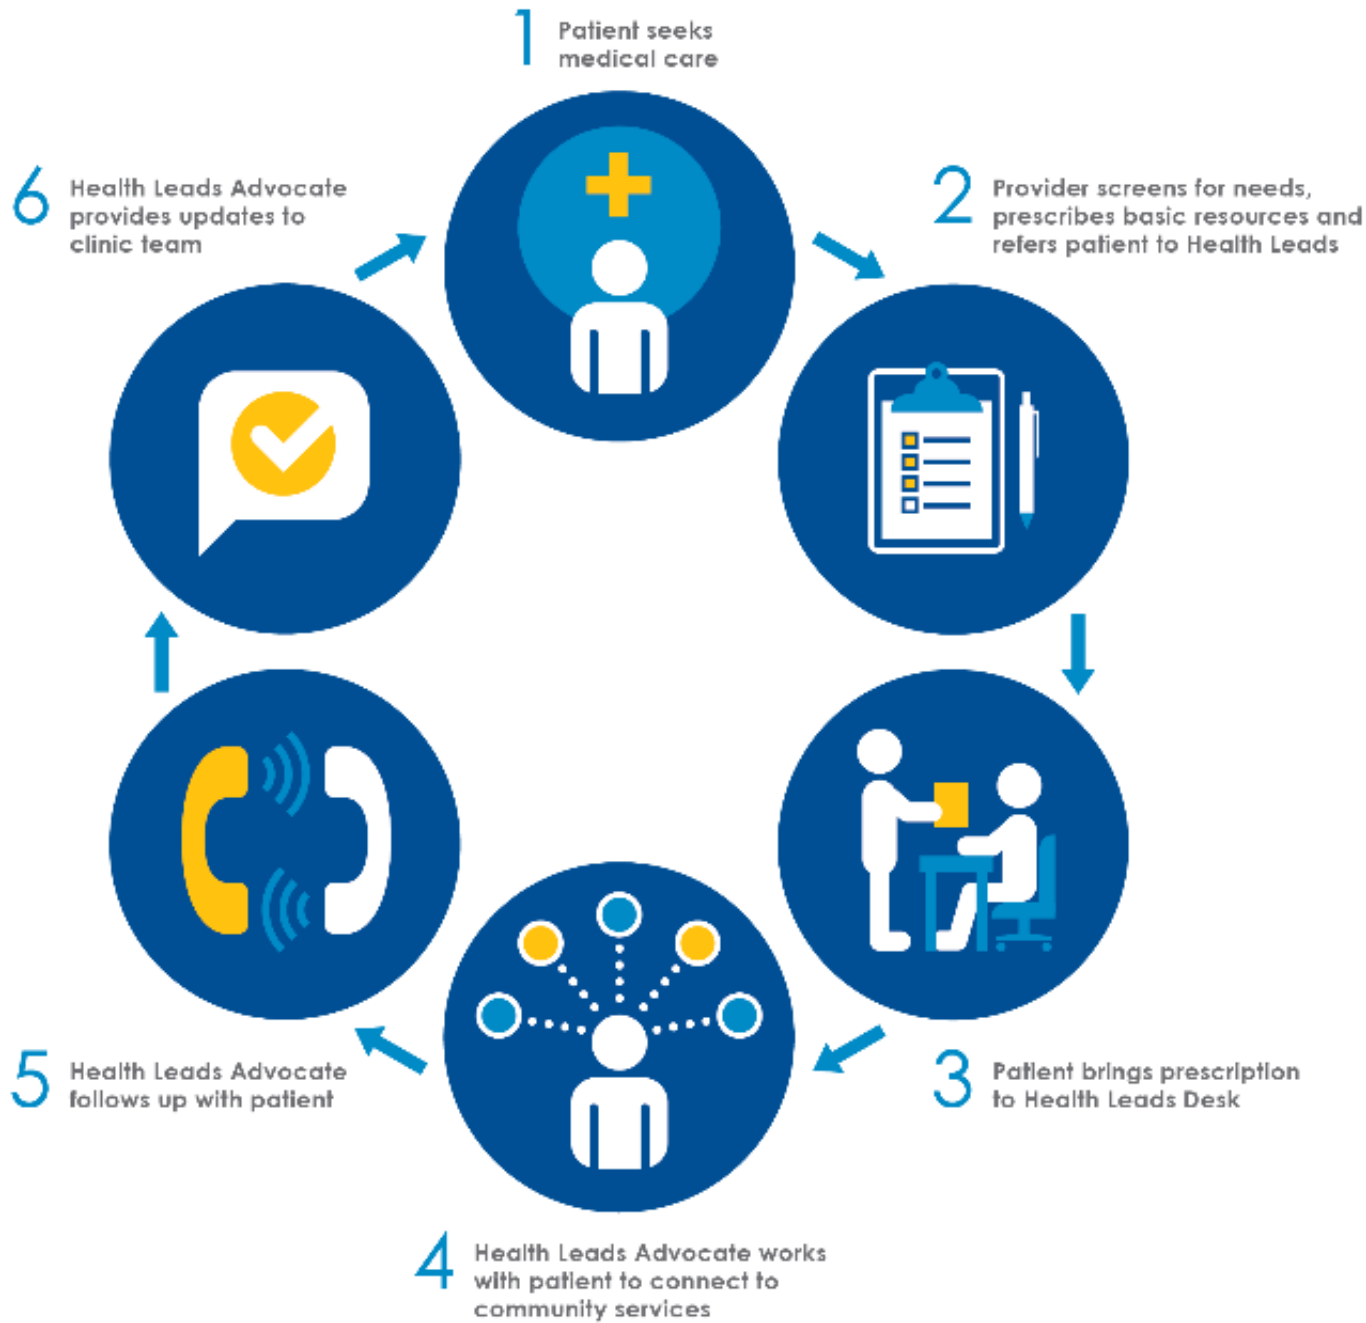 1
Patient seeks
medical care
2
Provider screens for needs,
prescribes basic resources and
refers patient to Health Leads
3
Patient brings prescription
to Health Leads Desk
4
Health Leads Advocate works
with patient to connect to
community services
5
Health Leads Advocate
follows up with patient
6
Health Leads Advocate
provides updates to
clinic team